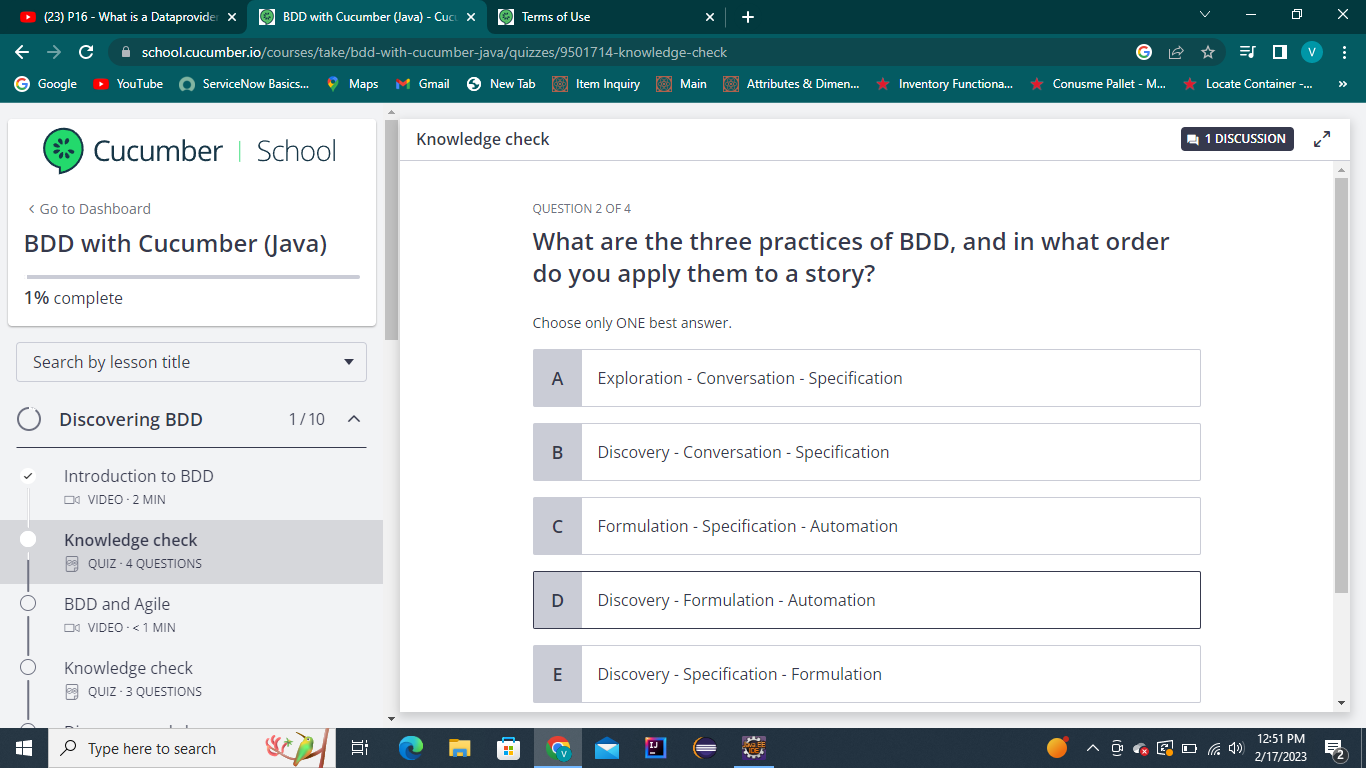 (23) P16 - What is a Dataprovider
BDD with Cucumber (Java) - Cucu
Terms of Use
school.cucumber.io/courses/take/bdd-with-cucumber-java/quizzes/9501714-knowledge-check
V
Google
YouTube
ServiceNow Basics...
Maps
Gmail
New Tab
Item Inquiry
Main
Attributes & Dimen...
Inventory Functiona...
Conusme Pallet - M...
Locate Container -...
»
Cucumber | School
< Go to Dashboard
BDD with Cucumber (Java)
1% complete
Search by lesson title
Discovering BDD 1 / 10
Introduction to BDD
VIDEO · 2 MIN
Knowledge check
QUIZ · 4 QUESTIONS
BDD and Agile
VIDEO · < 1 MIN
Knowledge check
QUIZ · 3 QUESTIONS
Knowledge check
1 DISCUSSION
QUESTION 2 OF 4
What are the three practices of BDD, and in what order
do you apply them to a story?
Choose only ONE best answer.
A Exploration - Conversation - Specification
B Discovery - Conversation - Specification
C Formulation - Specification - Automation
D Discovery - Formulation - Automation
E Discovery - Specification - Formulation
Type here to search
12:51 PM
2/17/2023
2